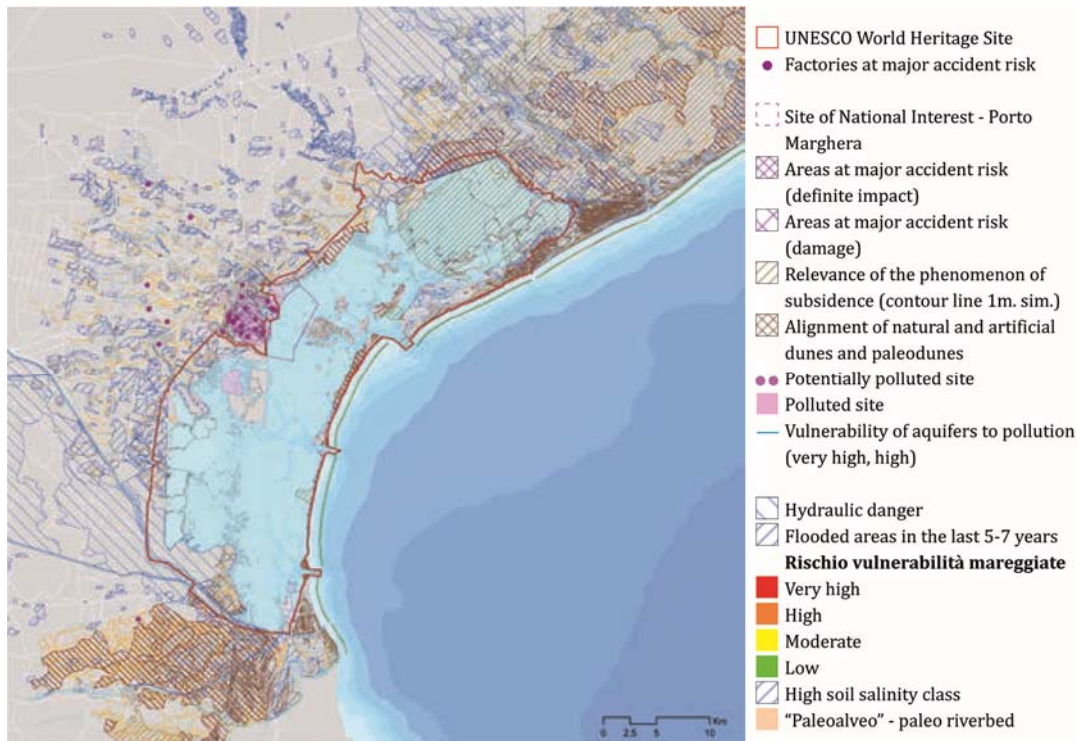 UNESCO World Heritage Site
Factories at major accident risk
Site of National Interest - Porto
Marghera
Areas at major accident risk
(definite impact)
Areas at major accident risk
(damage)
Relevance of the phenomenon of
subsidence (contour line 1m. sim.)
Alignment of natural and artificial
dunes and paleodunes
Potentially polluted site
Polluted site
Vulnerability of aquifers to pollution
(very high, high)
Hydraulic danger
Flooded areas in the last 5-7 years
Rischio vulnerabilità mareggiate
Very high
High
Moderate
Low
High soil salinity class
"Paleoalveo" - paleo riverbed
Km
0 2.5 5 10